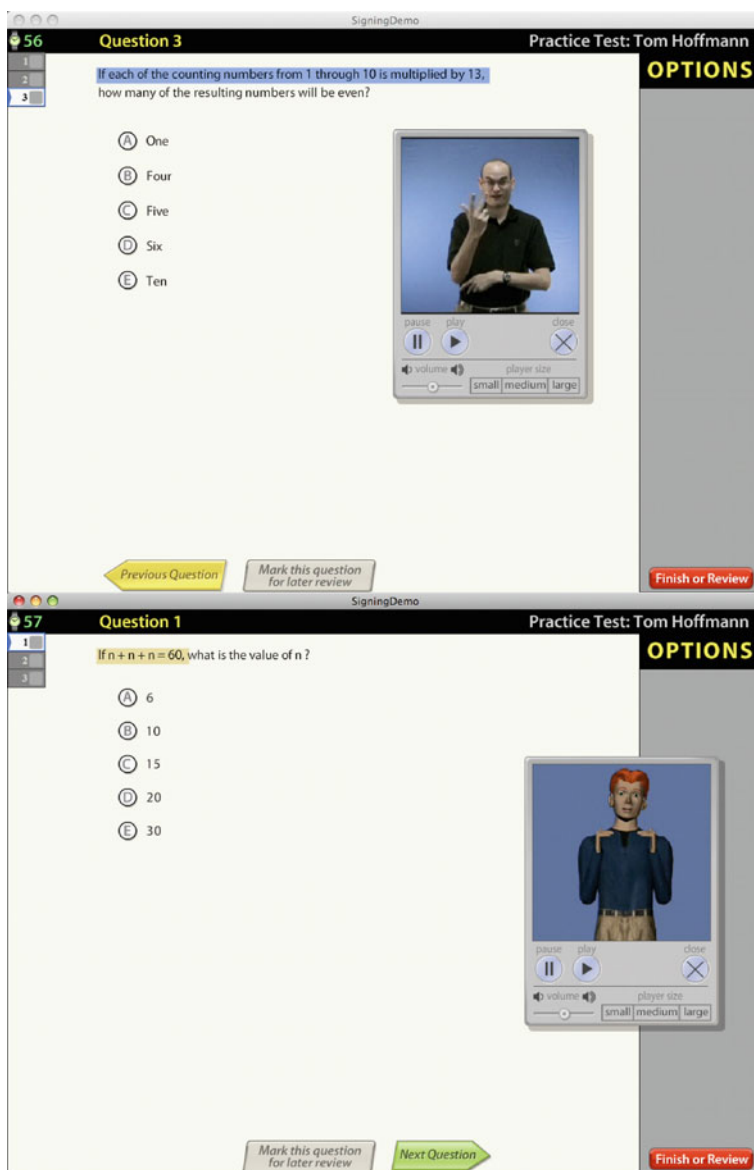 SigningDemo
56 Question 3 Practice Test: Tom Hoffmann
1
2
3
OPTIONS
If each of the counting numbers from 1 through 10 is multiplied by 13,
how many of the resulting numbers will be even?
A One
B Four
C Five
D Six
E Ten
pause play close
volume player size
small medium large
Previous Question
Mark this question
for later review
Finish or Review
SigningDemo
57 Question 1 Practice Test: Tom Hoffmann
1
2
3
OPTIONS
If n + n + n = 60, what is the value of n ?
A 6
B 10
C 15
D 20
E 30
pause play close
volume player size
small medium large
Mark this question
for later review
Next Question
Finish or Review